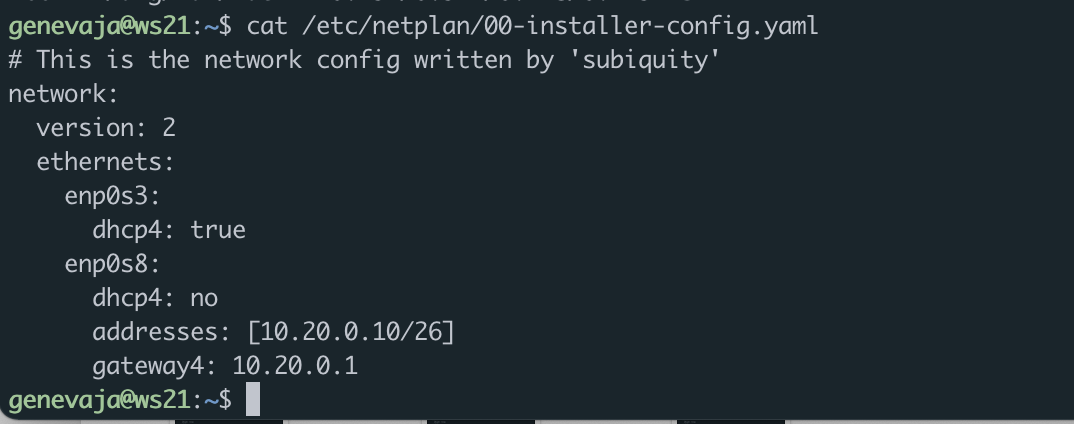 genevaja@ws21:~$ cat /etc/netplan/00-installer-config.yaml
# This is the network config written by 'subiquity'
network:
  version: 2
  ethernets:
    enp0s3:
      dhcp4: true
    enp0s8:
      dhcp4: no
      addresses: [10.20.0.10/26]
      gateway4: 10.20.0.1
genevaja@ws21:~$